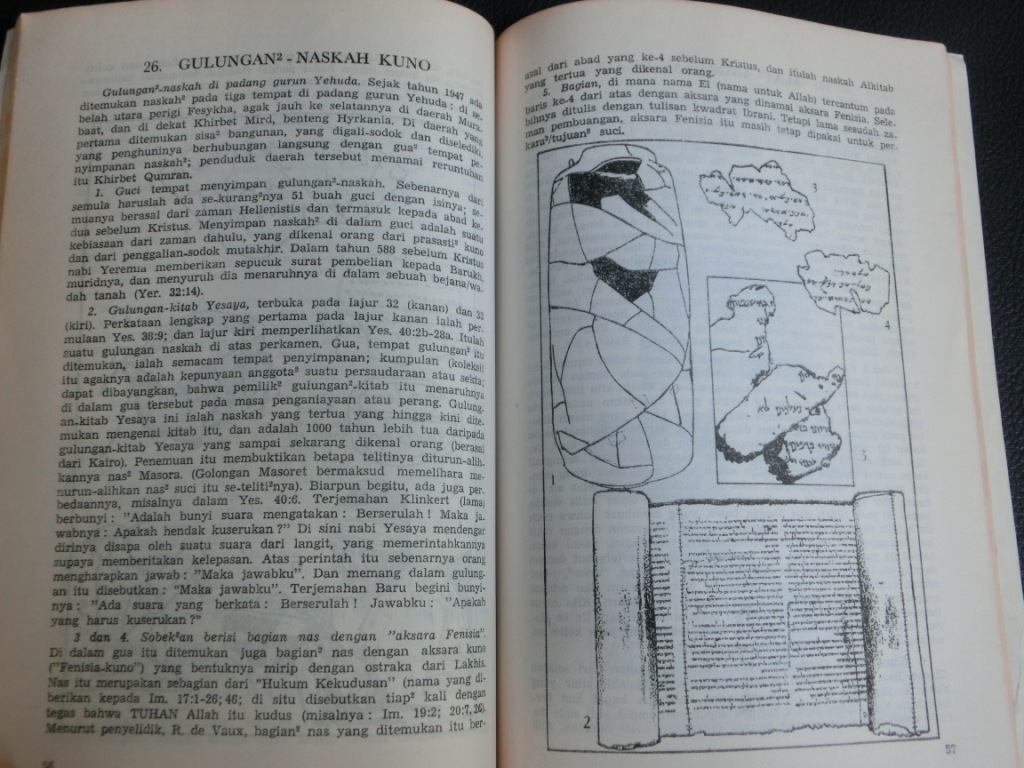 26. GULUNGAN² - NASKAH KUNO
Gulungan²-naskah di padang gurun Yehuda. Sejak tahun 1947 ada
ditemukan naskah² pada tiga tempat di padang gurun Yehuda : di se-
belah utara perigi Fesykha, agak jauh ke selatannya di daerah Mura-
baat, dan di dekat Khirbet Mird, benteng Hyrkania. Di daerah yang
pertama ditemukan sisa² bangunan, yang digali-sodok dan diselediki,
yang penghuninya berhubungan langsung dengan gua² tempat pe-
nyimpanan naskah²; penduduk daerah tersebut menamai reruntuhan
itu Khirbet Qumran.
1. Guci tempat menyimpan gulungan²-naskah. Sebenarnya dari
semula haruslah ada se-kurang²nya 51 buah guci dengan isinya; se-
muanya berasal dari zaman Hellenistis dan termasuk kepada abad ke-
dua sebelum Kristus. Menyimpan naskah² di dalam guci adalah suatu
kebiasaan dari zaman dahulu, yang dikenal orang dari prasasti² kuno
dan dari penggalian-sodok mutakhir. Dalam tahun 588 sebelum Kristus
nabi Yeremia memberikan sepucuk surat pembelian kepada Barukh,
muridnya, dan menyuruh dia menaruhnya di dalam sebuah bejana/wa-
dah tanah (Yer. 32:14).
2. Gulungan-kitab Yesaya, terbuka pada lajur 32 (kanan) dan 33
(kiri). Perkataan lengkap yang pertama pada lajur kanan ialah per-
mulaan Yes. 38:9; dan lajur kiri memperlihatkan Yes. 40:2b-28a. Itulah
suatu gulungan naskah di atas perkamen. Gua, tempat gulungan² itu
ditemukan, ialah semacam tempat penyimpanan; kumpulan (koleksi)
itu agaknya adalah kepunyaan anggota² suatu persaudaraan atau sekta;
dapat dibayangkan, bahwa pemilik² gulungan²-kitab itu menaruhnya
di dalam gua tersebut pada masa penganiayaan atau perang. Gulung-
an-kitab Yesaya ini ialah naskah yang tertua yang hingga kini dite-
mukan mengenai kitab itu, dan adalah 1000 tahun lebih tua daripada
gulungan-kitab Yesaya yang sampai sekarang dikenal orang (berasal
dari Kairo). Penemuan itu membuktikan betapa telitinya diturun-alih-
kannya nas² Masora. (Golongan Masoret bermaksud memelihara me-
nurun-alihkan nas² suci itu se-teliti²nya). Biarpun begitu, ada juga per-
bedaannya, misalnya dalam Yes. 40:6. Terjemahan Klinkert (lama)
berbunyi : "Adalah bunyi suara mengatakan : Berserulah ! Maka ja-
wabnya : Apakah hendak kuserukan ?" Di sini nabi Yesaya mendengar
dirinya disapa oleh suatu suara dari langit, yang memerintahkannya
supaya memberitakan kelepasan. Atas perintah itu sebenarnya orang
mengharapkan jawab : "Maka jawabku". Dan memang dalam gulung-
an itu disebutkan : "Maka jawabku". Terjemahan Baru begini bunyi-
nya : "Ada suara yang berkata : Berserulah ! Jawabku : "Apakah
yang harus kuserukan ?"
3 dan 4. Sobek²an berisi bagian nas dengan "aksara Fenisia".
Di dalam gua itu ditemukan juga bagian² nas dengan aksara kuno
("Fenisia-kuno") yang bentuknya mirip dengan ostraka dari Lakhis.
Nas itu merupakan sebagian dari "Hukum Kekudusan" (nama yang di-
berikan kepada Im. 17:1-26; 46; di situ disebutkan tiap² kali dengan
tegas bahwa TUHAN Allah itu kudus (misalnya : Im. 19:2; 20:7, 26).
Menurut penyelidik, R. de Vaux, bagian² nas yang ditemukan itu ber-
asal dari abad yang ke-4 sebelum Kristus, dan itulah naskah Alkitab
yang tertua yang dikenal orang.
5. Bagian, di mana nama El (nama untuk Allah) tercantum pada
baris ke-4 dari atas dengan aksara yang dinamai aksara Fenisia. Sele-
bihnya ditulis dengan tulisan kwadrat Ibrani. Tetapi lama sesudah za-
man pembuangan, aksara Fenisia itu masih tetap dipakai untuk per-
kara²/tujuan² suci.
3
4
1
5
2
57